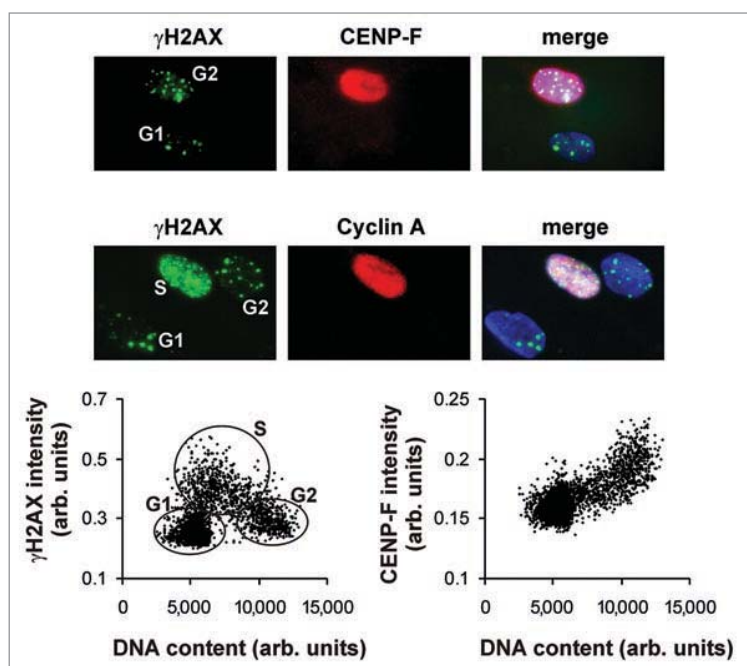 γH2AX CENP-F merge
G2
G1
γH2AX Cyclin A merge
S
G2
G1
γH2AX intensity
(arb. units)
0.7
0.5
0.3
0.1
S
G1
G2
0 5,000 10,000 15,000
DNA content (arb. units)
CENP-F intensity
(arb. units)
0.25
0.2
0.15
0.1
0 5,000 10,000 15,000
DNA content (arb. units)